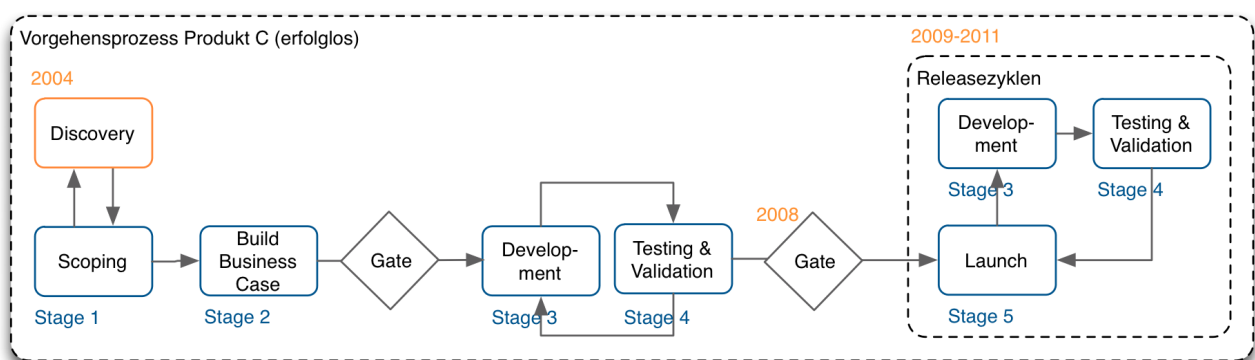 Vorgehensprozess Produkt C (erfolglos)
2009-2011
2004
Releasezyklen
Discovery
Develop-
ment
Testing &
Validation
Stage 3
Stage 4
2008
Scoping
Build
Business
Case
Gate
Develop-
ment
Testing &
Validation
Gate
Launch
Stage 1
Stage 2
Stage 3
Stage 4
Stage 5